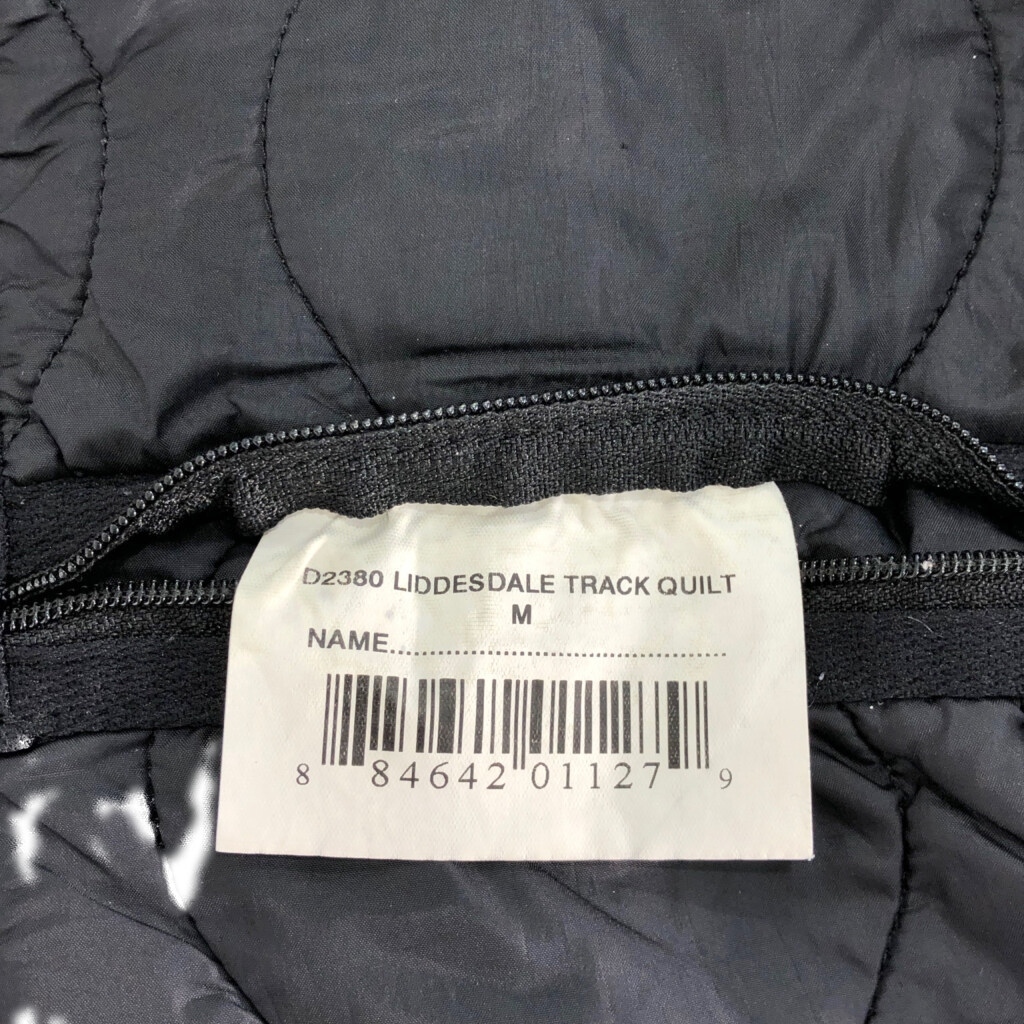 D2380 LIDDESDALE TRACK QUILT
M
NAME..........................................
8 84642 01127 9